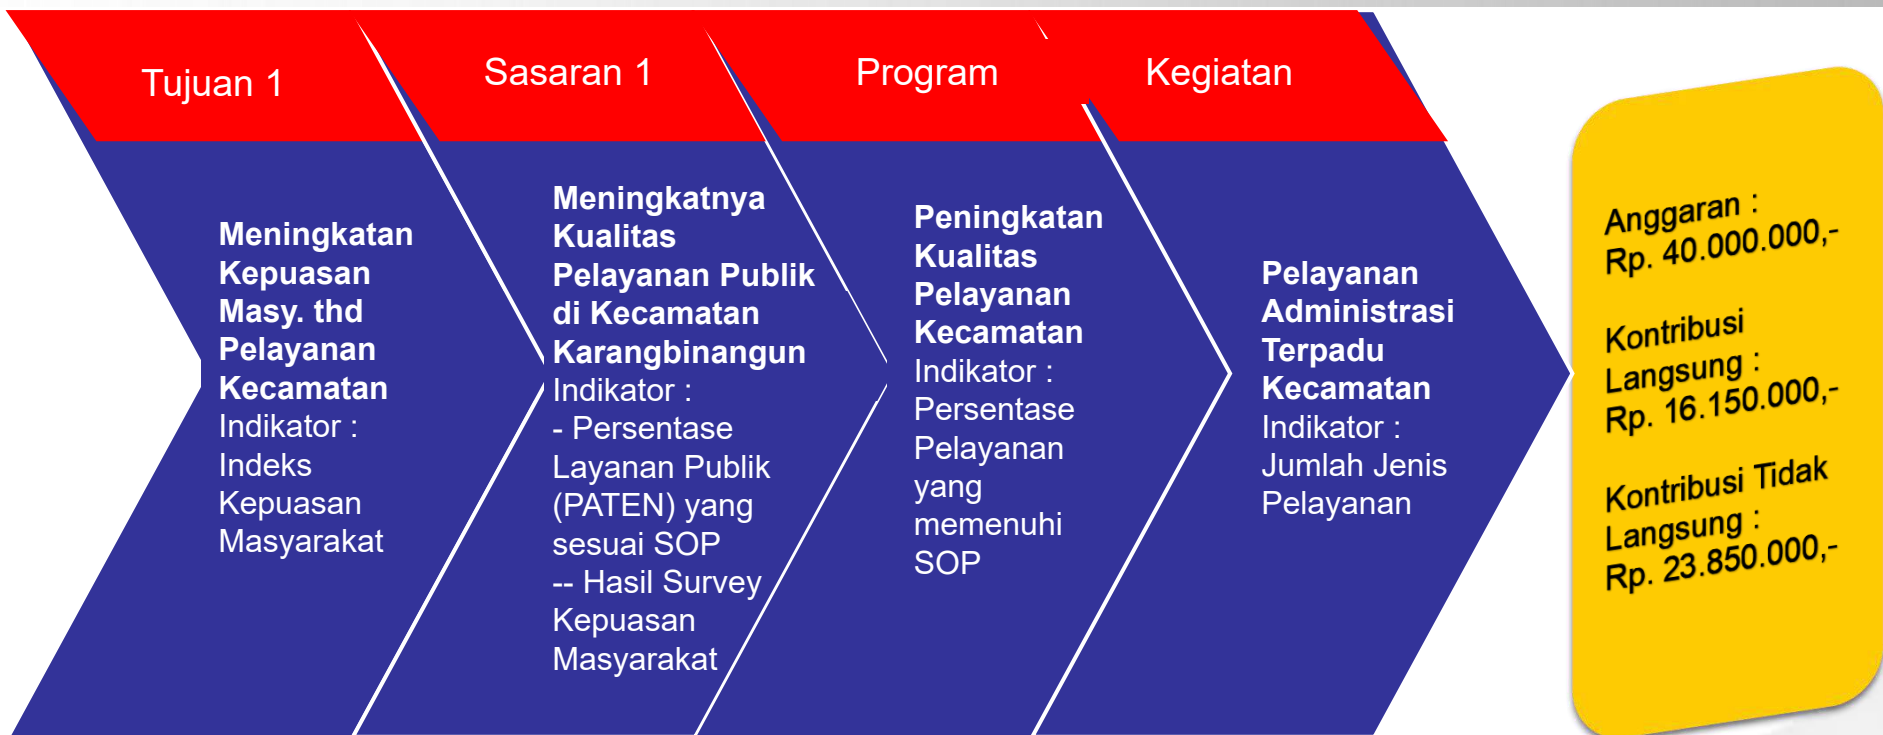 Tujuan 1
Meningkatan
Kepuasan
Masy. thd
Pelayanan
Kecamatan
Indikator :
Indeks
Kepuasan
Masyarakat
Sasaran 1
Meningkatnya
Kualitas
Pelayanan Publik
di Kecamatan
Karangbinangun
Indikator :
- Persentase
Layanan Publik
(PATEN) yang
sesuai SOP
-- Hasil Survey
Kepuasan
Masyarakat
Program
Peningkatan
Kualitas
Pelayanan
Kecamatan
Indikator :
Persentase
Pelayanan
yang
memenuhi
SOP
Kegiatan
Pelayanan
Administrasi
Terpadu
Kecamatan
Indikator :
Jumlah Jenis
Pelayanan
Anggaran :
Rp. 40.000.000,-
Kontribusi
Langsung :
Rp. 16.150.000,-
Kontribusi Tidak
Langsung :
Rp. 23.850.000,-